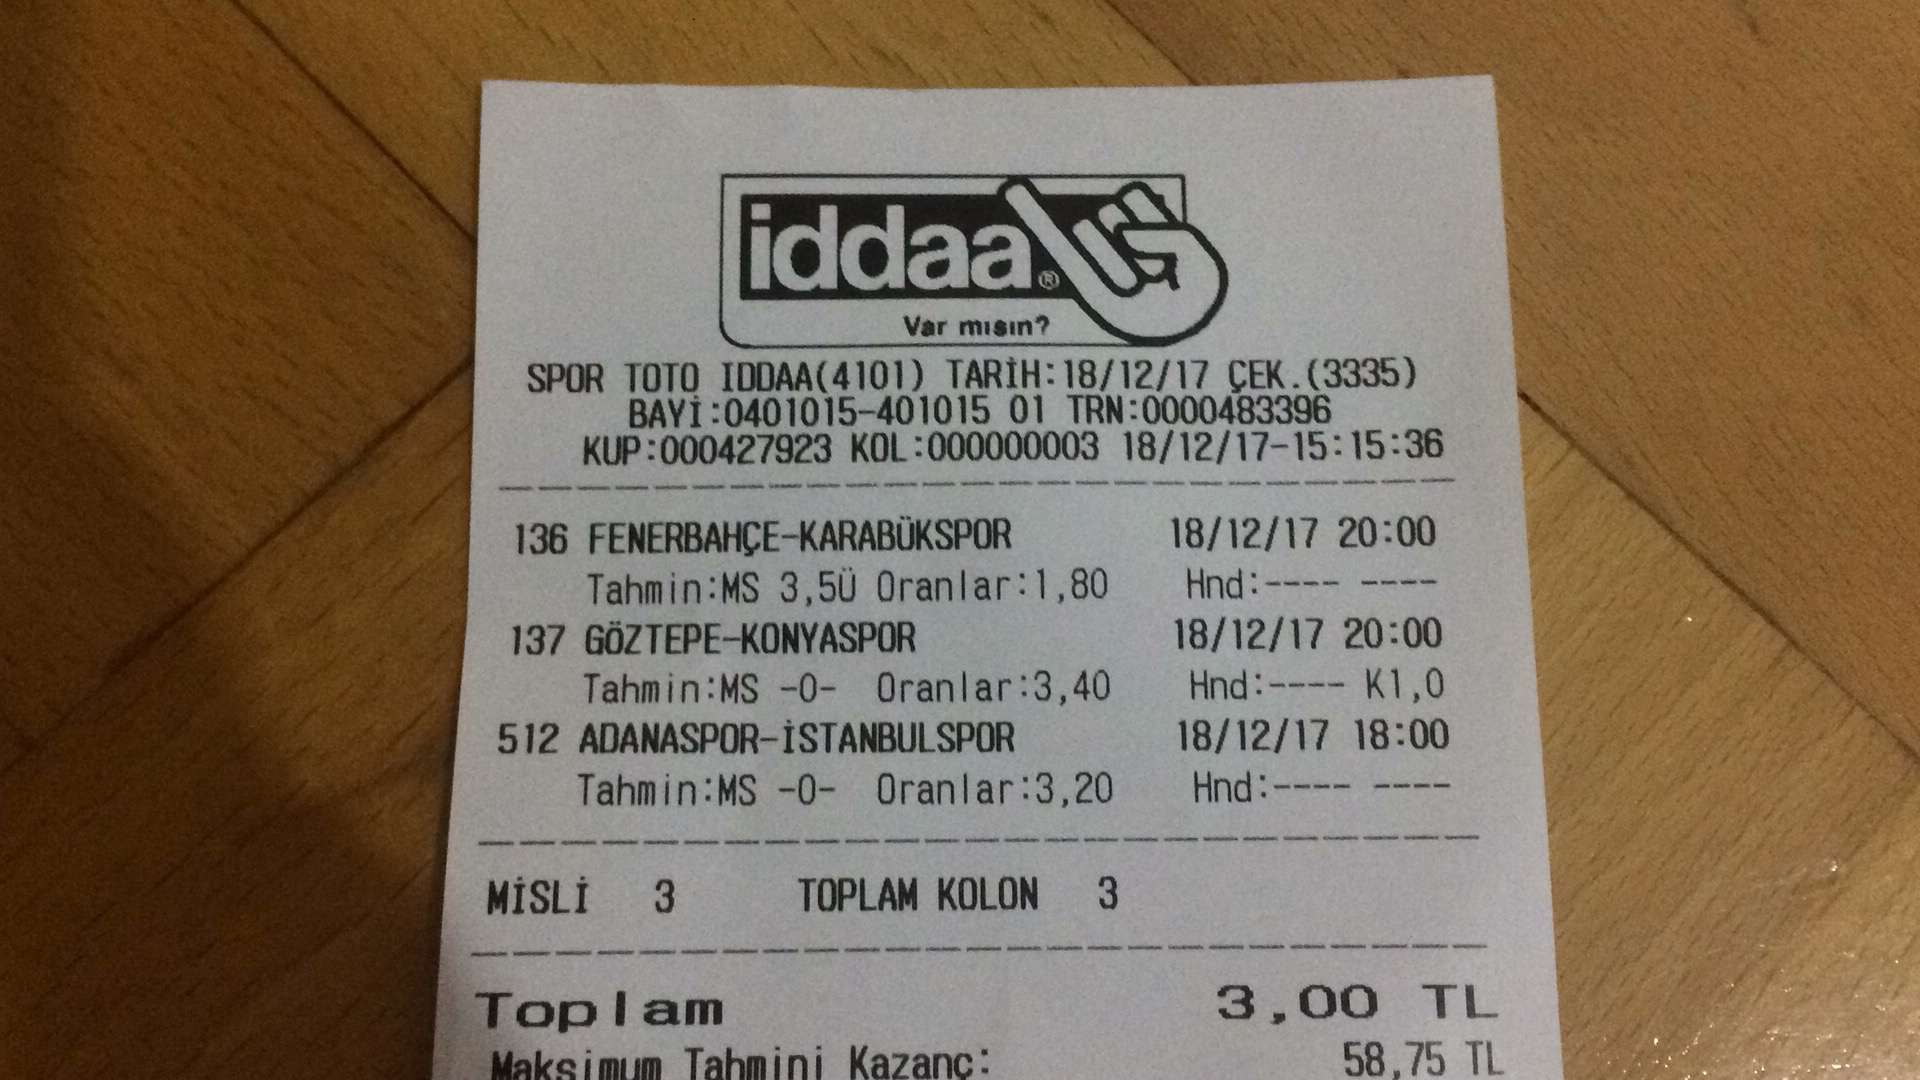 iddaa®
Var mısın?
SPOR TOTO IDDAA(4101) TARİH:18/12/17 ÇEK.(3335)
BAYİ:0401015-401015 01 TRN:0000483396
KUP:000427923 KOL:000000003 18/12/17-15:15:36
136 FENERBAHÇE-KARABÜKSPOR 18/12/17 20:00
Tahmin:MS 3,5Ü Oranlar:1,80 Hnd:---- ----
137 GÖZTEPE-KONYASPOR 18/12/17 20:00
Tahmin:MS -0- Oranlar:3,40 Hnd:---- K1,0
512 ADANASPOR-İSTANBULSPOR 18/12/17 18:00
Tahmin:MS -0- Oranlar:3,20 Hnd:---- ----
MİSLİ 3 TOPLAM KOLON 3
Toplam 3,00 TL
Maksimum Tahmini Kazanç: 58,75 TL